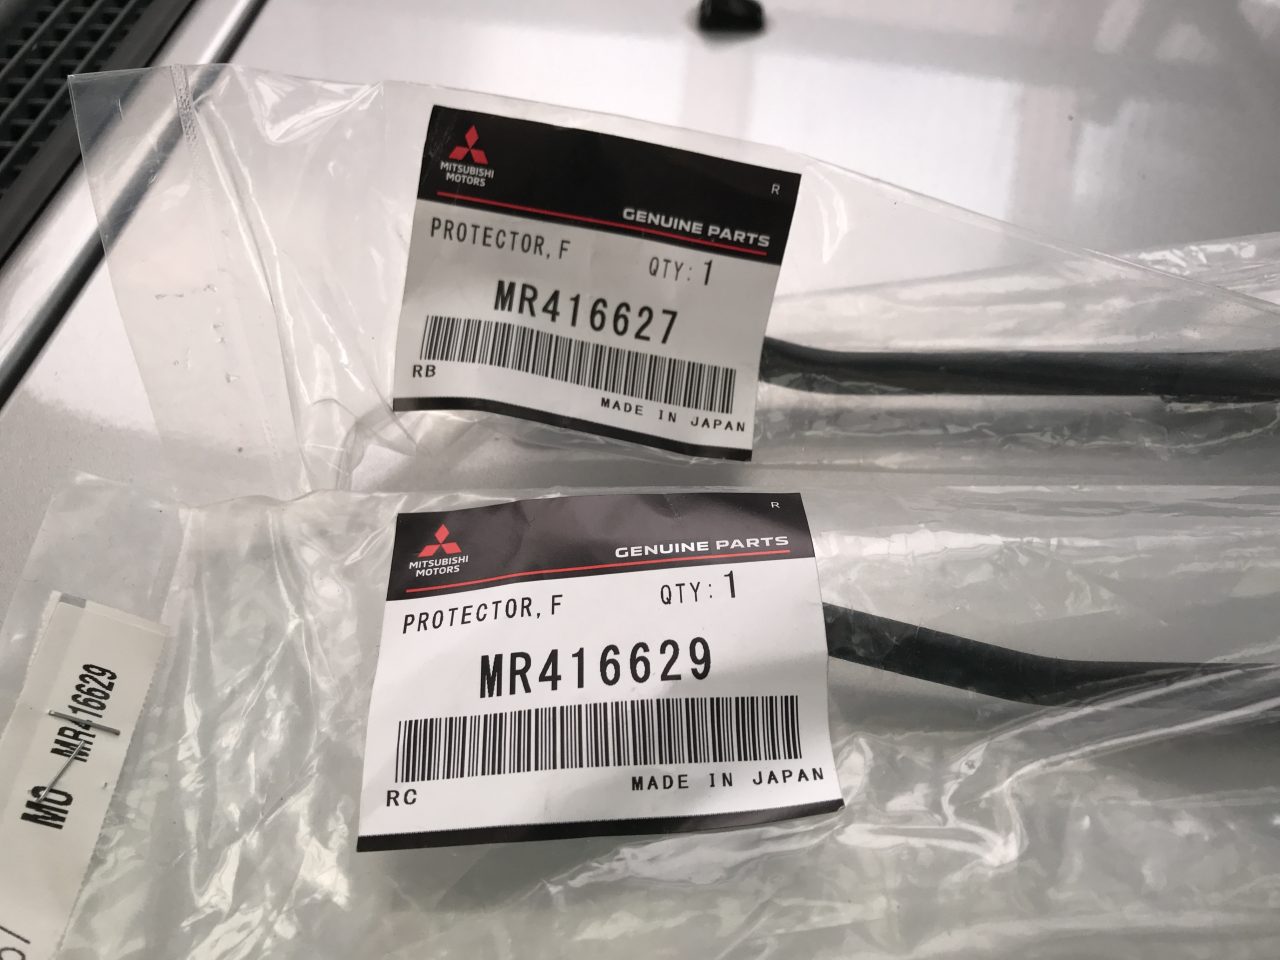 MITSUBISHI
MOTORS
R
GENUINE PARTS
PROTECTOR, F
QTY: 1
MR416627
RB
MADE IN JAPAN
MITSUBISHI
MOTORS
R
GENUINE PARTS
PROTECTOR, F
QTY: 1
MR416629
RC
MADE IN JAPAN
MR416629